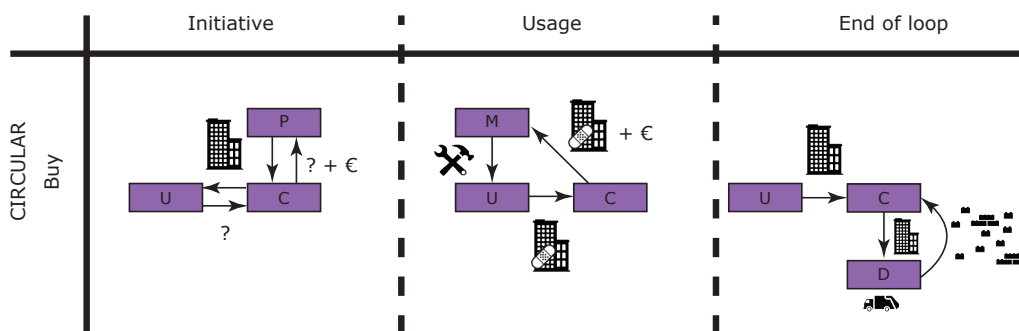 Initiative
Usage
End of loop
CIRCULAR
Buy
P
? + €
U
C
?
M
+ €
U
C
U
C
D